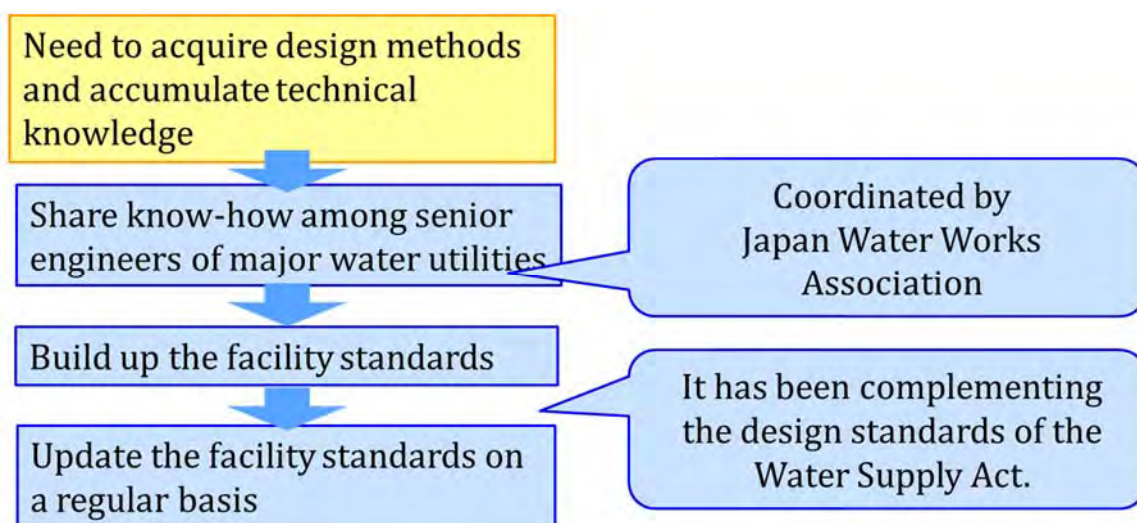 Need to acquire design methods
and accumulate technical
knowledge
Share know-how among senior
engineers of major water utilities
Coordinated by
Japan Water Works
Association
Build up the facility standards
It has been complementing
the design standards of the
Water Supply Act.
Update the facility standards on
a regular basis